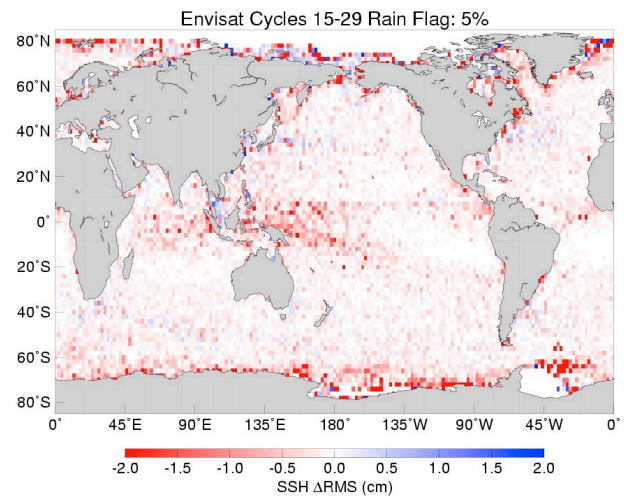 Envisat Cycles 15-29 Rain Flag: 5%
80˚N
60˚N
40˚N
20˚N
0˚
20˚S
40˚S
60˚S
80˚S
0˚ 45˚E 90˚E 135˚E 180˚ 135˚W 90˚W 45˚W 0˚
-2.0 -1.5 -1.0 -0.5 0.0 0.5 1.0 1.5 2.0
SSH ΔRMS (cm)